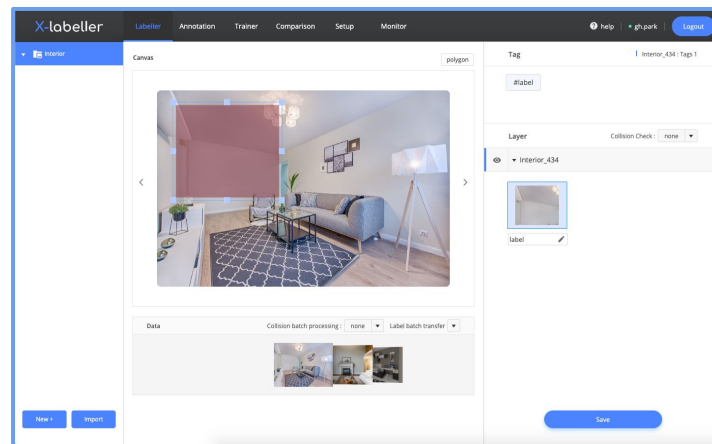 X-labeller
Labeller Annotation Trainer Comparison Setup Monitor
help gh.park Logout
Interior
Canvas
polygon
Tag
Interior_434 : Tags 1
#label
Layer
Collision Check : none
Interior_434
label
Data
Collision batch processing : none Label batch transfer
New + Import
Save